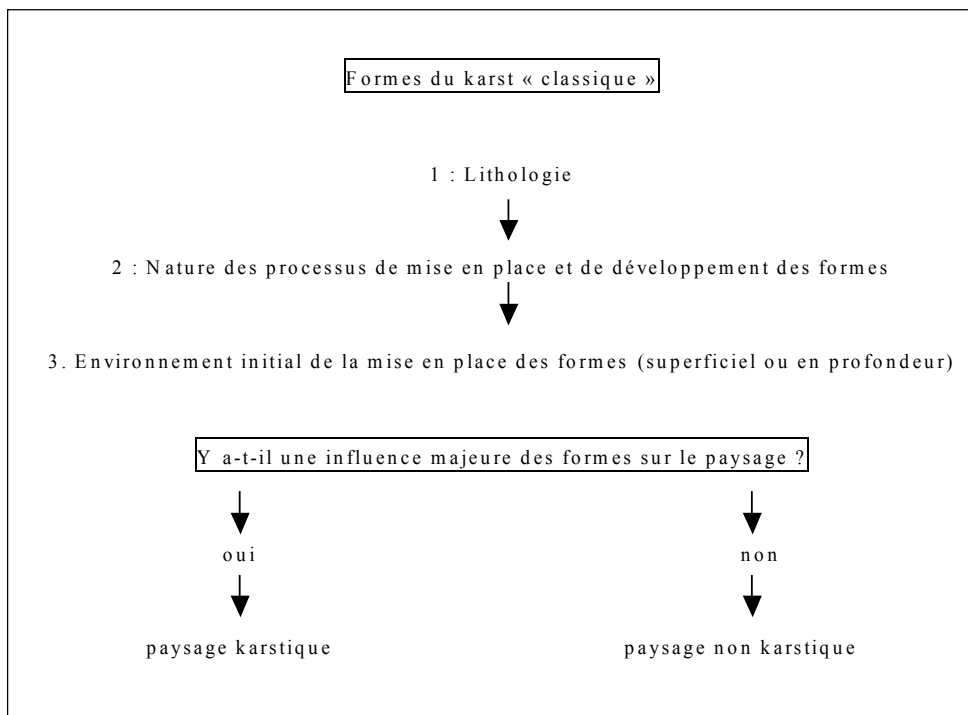 Formes du karst « classique »
1 : Lithologie
2 : Nature des processus de mise en place et de développement des formes
3. Environnement initial de la mise en place des formes (superficiel ou en profondeur)
Y a-t-il une influence majeure des formes sur le paysage ?
oui
non
paysage karstique
paysage non karstique